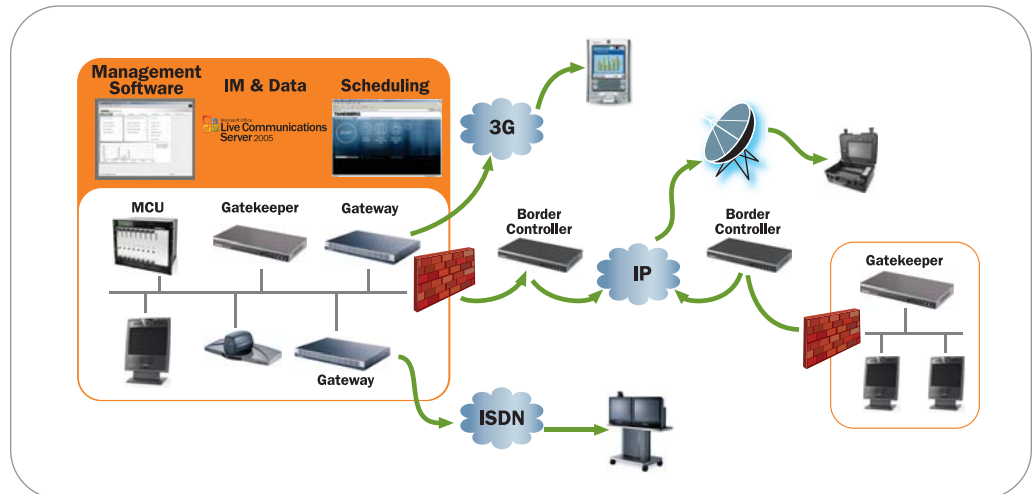 Management
Software
IM & Data
Scheduling
Microsoft Office
Live Communications
Server 2005
TANDBERG
3G
MCU
Gatekeeper
Gateway
Border
Controller
IP
Border
Controller
Gatekeeper
Gateway
ISDN